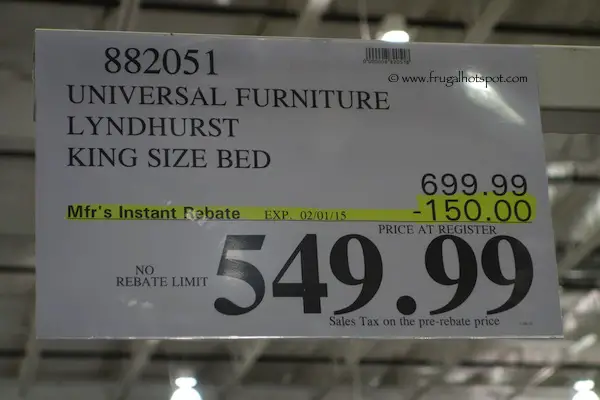 882051
© www.frugalhotspot.com
UNIVERSAL FURNITURE
LYNDHURST
KING SIZE BED
699.99
Mfr's Instant Rebate EXP. 02/01/15 -150.00
PRICE AT REGISTER
NO
REBATE LIMIT
549.99
Sales Tax on the pre-rebate price